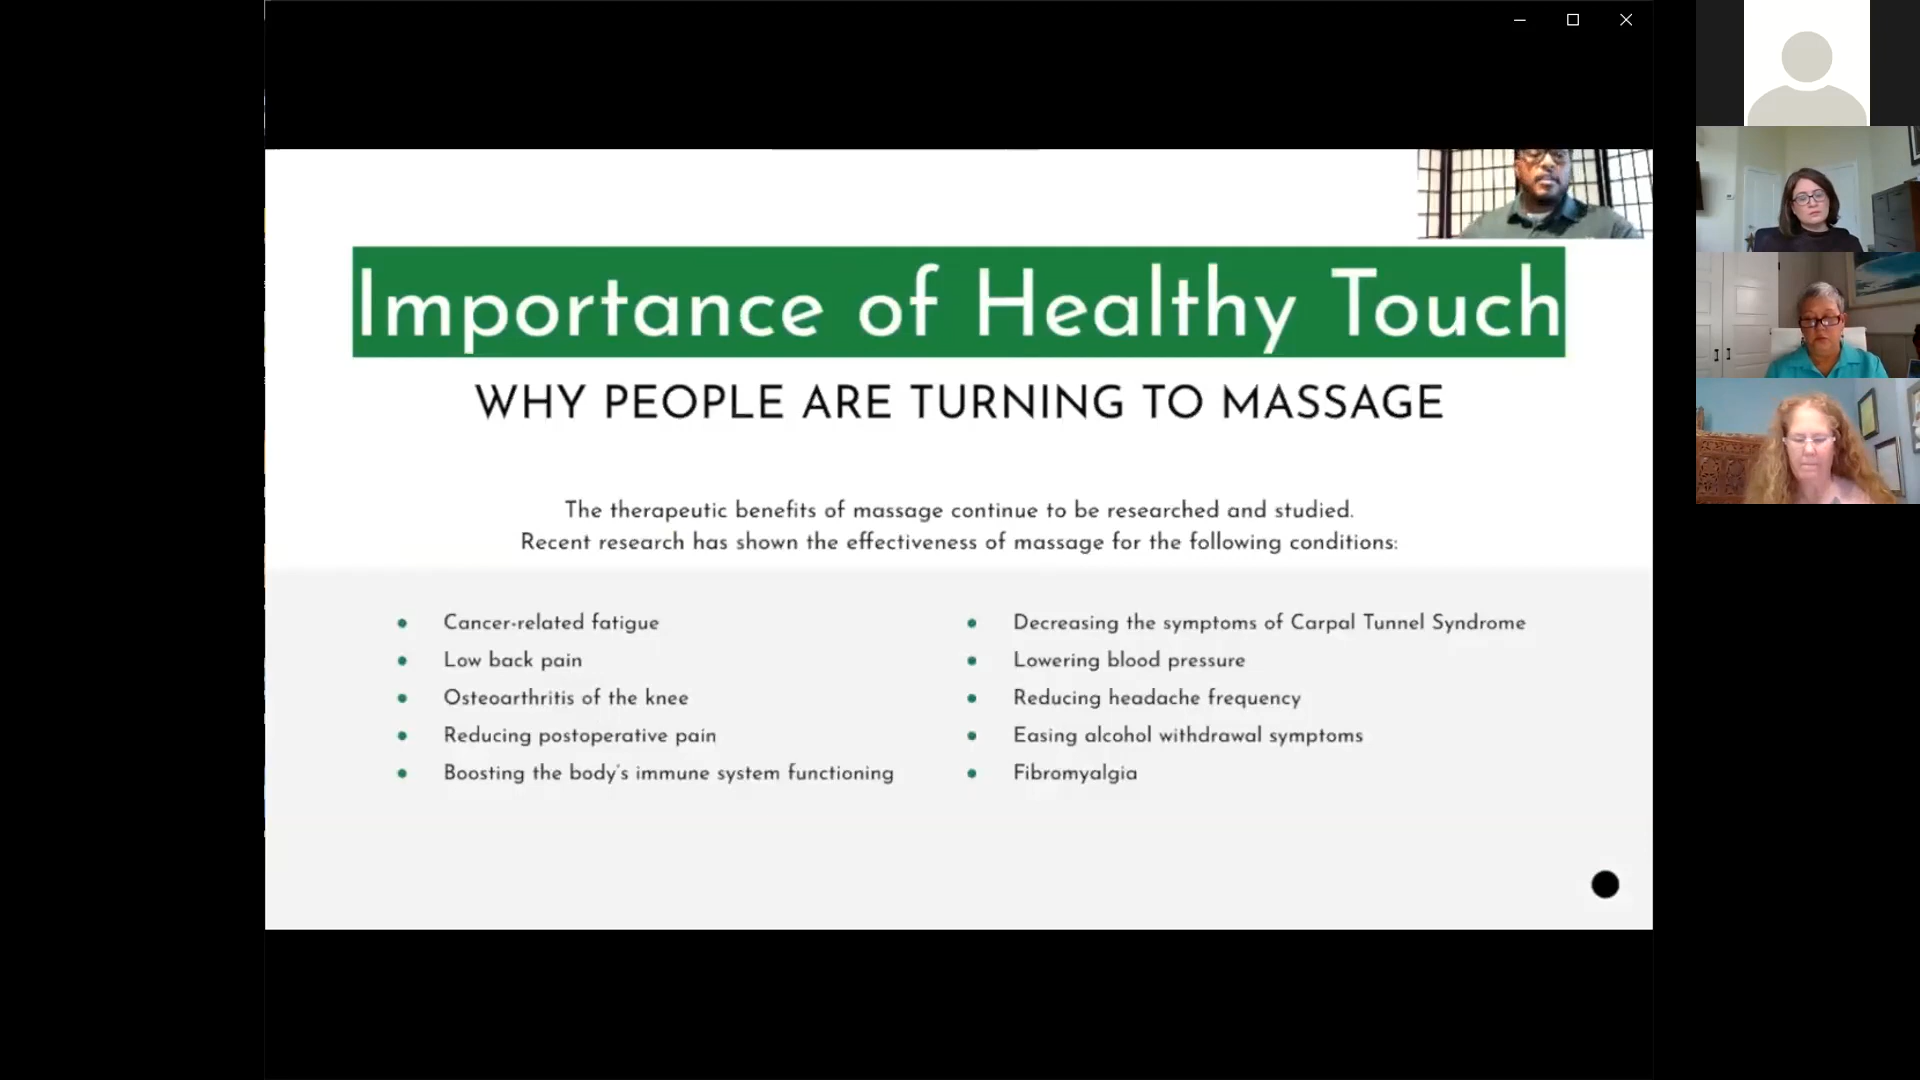 Importance of Healthy Touch
WHY PEOPLE ARE TURNING TO MASSAGE
The therapeutic benefits of massage continue to be researched and studied.
Recent research has shown the effectiveness of massage for the following conditions:
• Cancer-related fatigue
• Low back pain
• Osteoarthritis of the knee
• Reducing postoperative pain
• Boosting the body's immune system functioning
• Decreasing the symptoms of Carpal Tunnel Syndrome
• Lowering blood pressure
• Reducing headache frequency
• Easing alcohol withdrawal symptoms
• Fibromyalgia